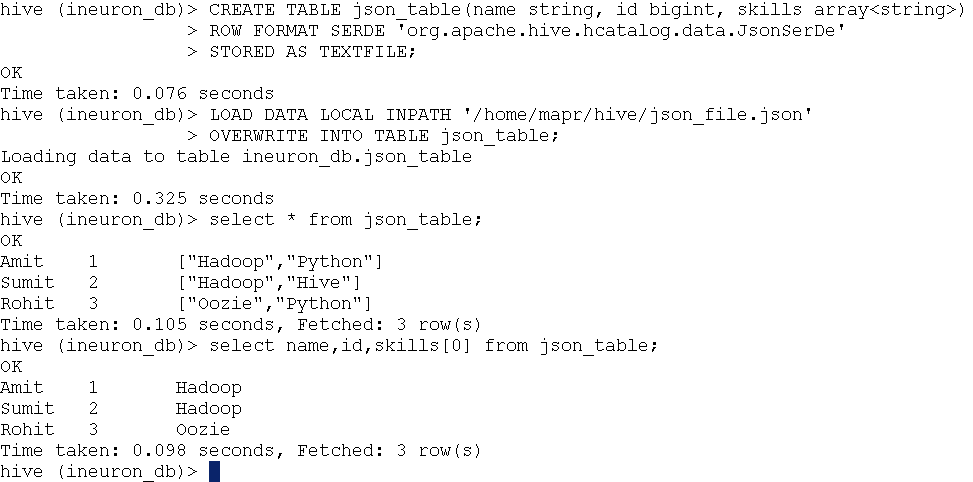 hive (ineuron_db)> CREATE TABLE json_table(name string, id bigint, skills array<string>)
> ROW FORMAT SERDE 'org.apache.hive.hcatalog.data.JsonSerDe'
> STORED AS TEXTFILE;
OK
Time taken: 0.076 seconds
hive (ineuron_db)> LOAD DATA LOCAL INPATH '/home/mapr/hive/json_file.json'
> OVERWRITE INTO TABLE json_table;
Loading data to table ineuron_db.json_table
OK
Time taken: 0.325 seconds
hive (ineuron_db)> select * from json_table;
OK
Amit 1 ["Hadoop","Python"]
Sumit 2 ["Hadoop","Hive"]
Rohit 3 ["Oozie","Python"]
Time taken: 0.105 seconds, Fetched: 3 row(s)
hive (ineuron_db)> select name,id,skills[0] from json_table;
OK
Amit 1 Hadoop
Sumit 2 Hadoop
Rohit 3 Oozie
Time taken: 0.098 seconds, Fetched: 3 row(s)
hive (ineuron_db)>